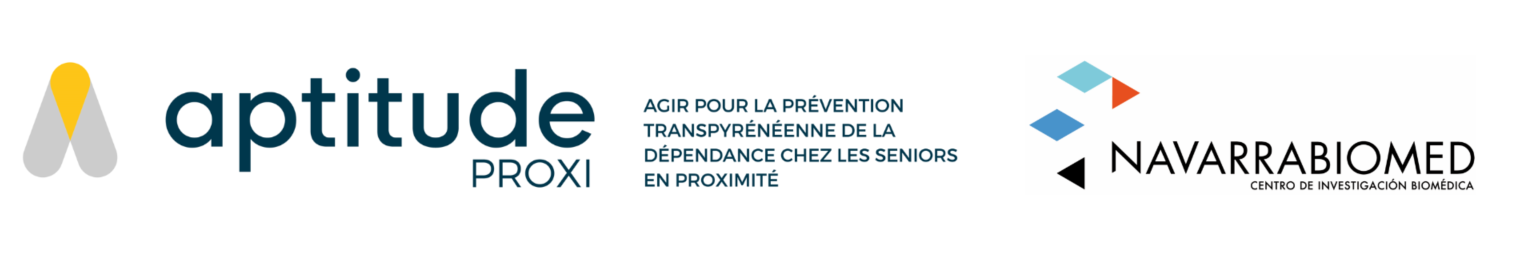 aptitude
PROXI
AGIR POUR LA PRÉVENTION
TRANSPYRÉNÉENNE DE LA
DÉPENDANCE CHEZ LES SENIORS
EN PROXIMITÉ
NAVARRABIOMED
CENTRO DE INVESTIGACIÓN BIOMÉDICA